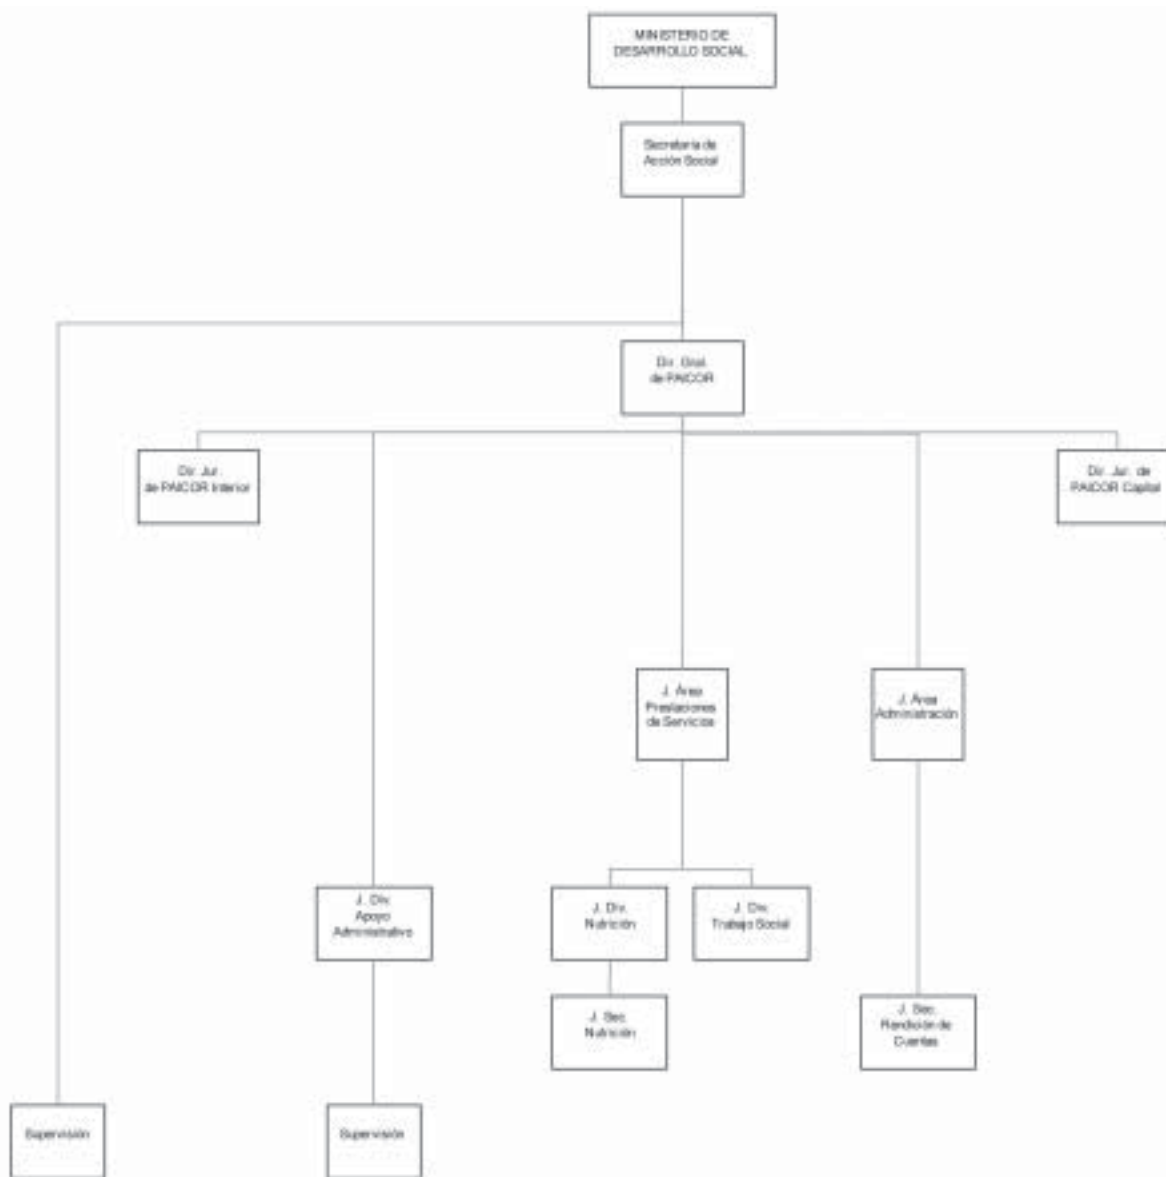 MINISTERIO DE
DESARROLLO SOCIAL
Secretaría de
Acción Social
Dir. Gral.
de PAICOR
Dir. Jur.
de PAICOR Interior
Dir. Jur. de
PAICOR Capital
J. Área
Prestaciones
de Servicios
J. Área
Administración
J. Div.
Apoyo
Administrativo
J. Div.
Nutrición
J. Div.
Trabajo Social
J. Sec.
Nutrición
J. Sec.
Rendición de
Cuentas
Supervisión
Supervisión